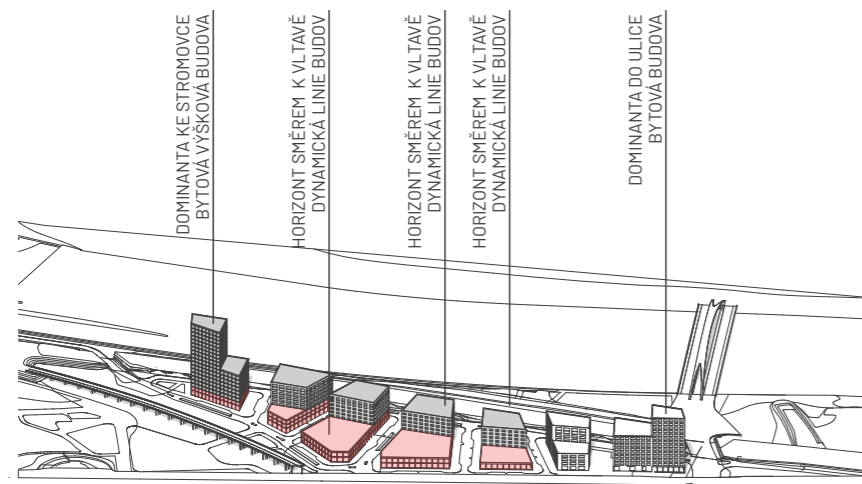 DOMINANTA KE STROMOVCE
BYTOVÁ VÝŠKOVÁ BUDOVA
HORIZONT SMĚREM K VLTAVĚ
DYNAMICKÁ LINIE BUDOV
HORIZONT SMĚREM K VLTAVĚ
DYNAMICKÁ LINIE BUDOV
HORIZONT SMĚREM K VLTAVĚ
DYNAMICKÁ LINIE BUDOV
DOMINANTA DO ULICE
BYTOVÁ BUDOVA